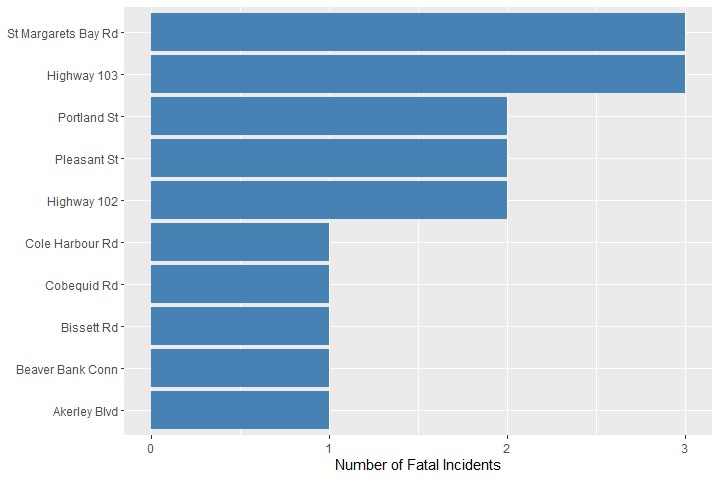 St Margarets Bay Rd
Highway 103
Portland St
Pleasant St
Highway 102
Cole Harbour Rd
Cobequid Rd
Bissett Rd
Beaver Bank Conn
Akerley Blvd
0 1 2 3
Number of Fatal Incidents